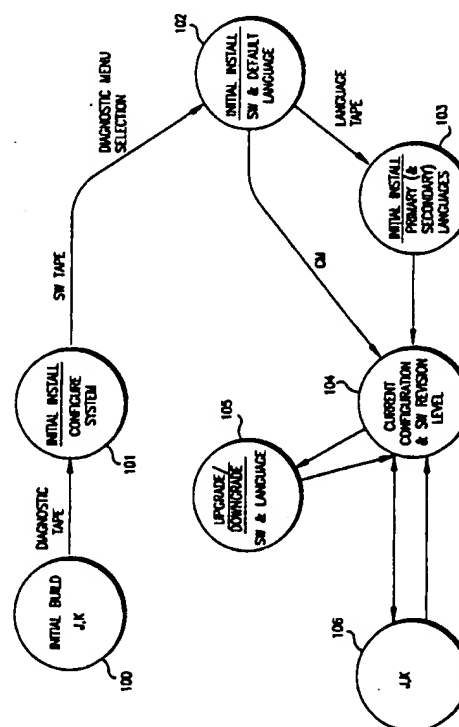 INITIAL BUILD
J,K
100
DIAGNOSTIC
TAPE
INITIAL INSTALL
CONFIGURE
SYSTEM
101
SW TAPE
DIAGNOSTIC MENU
SELECTION
102
INITIAL INSTALL
SW & DEFAULT
LANGUAGE
LANGUAGE
TAPE
CM
103
INITIAL INSTALL
PRIMARY (&
SECONDARY)
LANGUAGES
104
CURRENT
CONFIGURATION
& SW REVISION
LEVEL
105
UPGRADE/
DOWNGRADE
SW & LANGUAGE
106
J,K